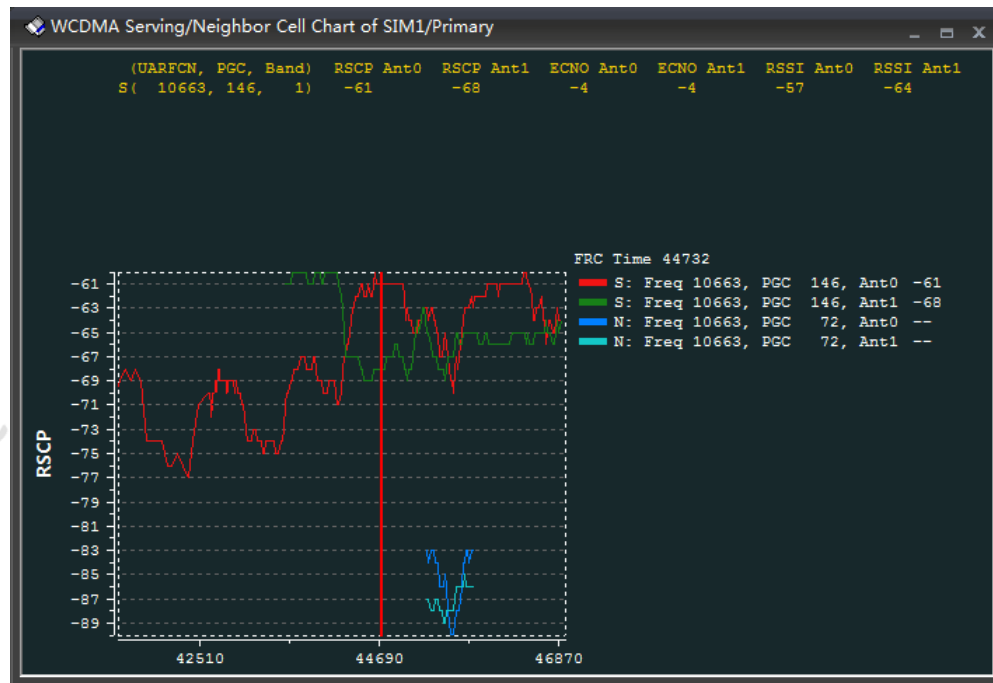 WCDMA Serving/Neighbor Cell Chart of SIM1/Primary
(UARFCN, PGC, Band) RSCP Ant0 RSCP Ant1 ECNO Ant0 ECNO Ant1 RSSI Ant0 RSSI Ant1
S( 10663, 146, 1) -61 -68 -4 -4 -57 -64
FRC Time 44732
S: Freq 10663, PGC 146, Ant0 -61
S: Freq 10663, PGC 146, Ant1 -68
N: Freq 10663, PGC 72, Ant0 --
N: Freq 10663, PGC 72, Ant1 --
RSCP
-61
-63
-65
-67
-69
-71
-73
-75
-77
-79
-81
-83
-85
-87
-89
42510 44690 46870